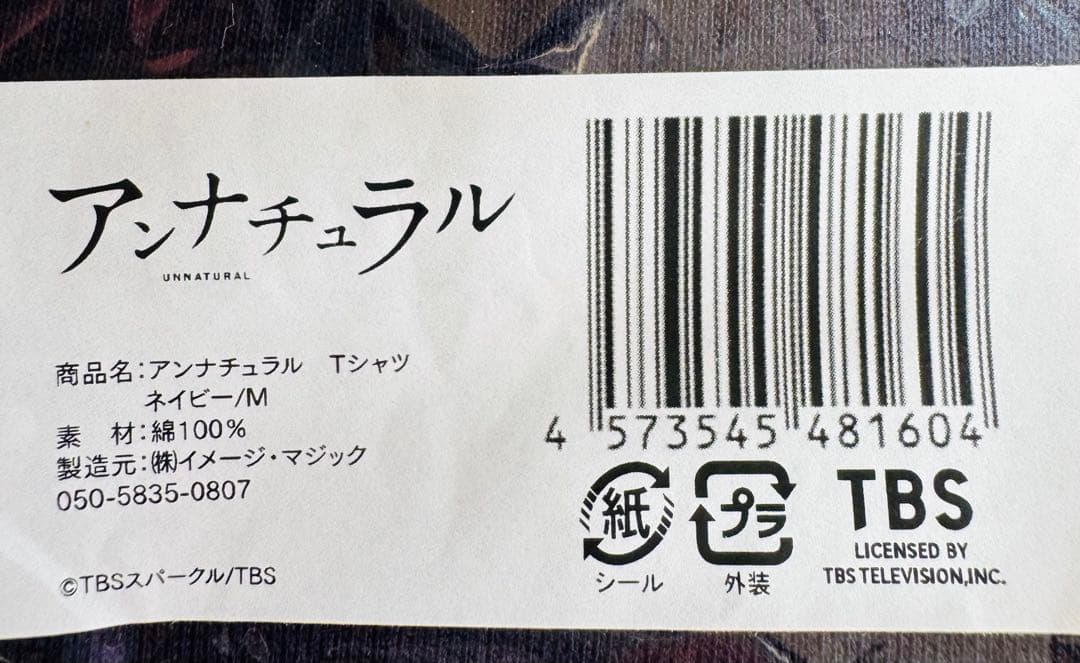 アンナチュラル
UNNATURAL
商品名：アンナチュラル　Tシャツ
ネイビー/M
素　材：綿100％
製造元：㈱イメージ・マジック
050-5835-0807
©TBSスパークル/TBS
4 573545 481604
紙
シール
プラ
外装
TBS
LICENSED BY
TBS TELEVISION,INC.